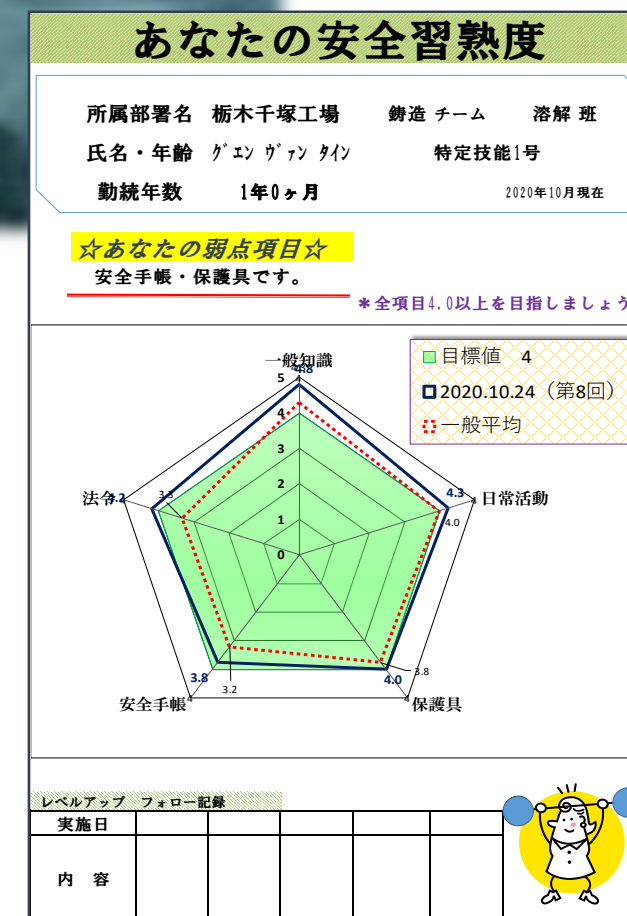 あなたの安全習熟度
所属部署名 栃木千塚工場 鋳造 チーム 溶解 班
氏名・年齢 ｸﾞｴﾝ ｳﾞｧﾝ ﾀｲﾝ 特定技能1号
勤続年数 1年0ヶ月 2020年10月現在
☆あなたの弱点項目☆
安全手帳・保護具です。
＊全項目4.0以上を目指しましょう
目標値 4
2020.10.24（第8回）
一般平均
一般知識
4.8
5
4
3
2
1
0
法令
4.2
3.3
4.3
日常活動
4.0
3.8
安全手帳
3.2
3.8
4.0
保護具
4
4
レベルアップ フォロー記録
実施日
内 容